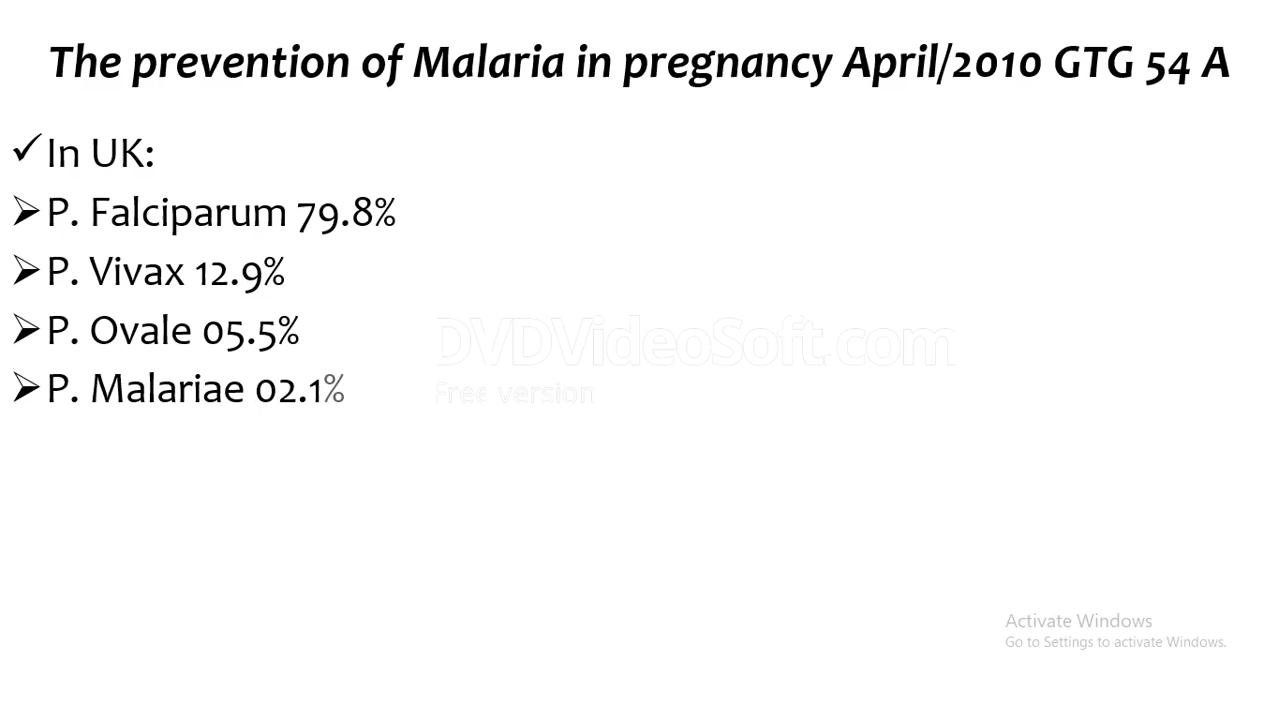 The prevention of Malaria in pregnancy April/2010 GTG 54 A
In UK:
P. Falciparum 79.8%
P. Vivax 12.9%
P. Ovale 05.5%
P. Malariae 02.1%
DVDVideoSoft.com
Free version
Activate Windows
Go to Settings to activate Windows.